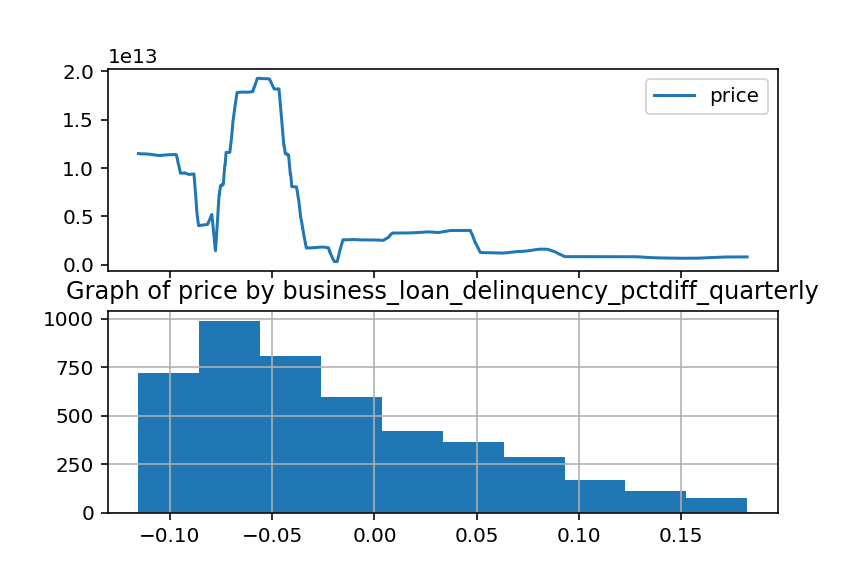 1e13
2.0
1.5
1.0
0.5
0.0
price
Graph of price by business_loan_delinquency_pctdiff_quarterly
1000
750
500
250
0
−0.10 −0.05 0.00 0.05 0.10 0.15